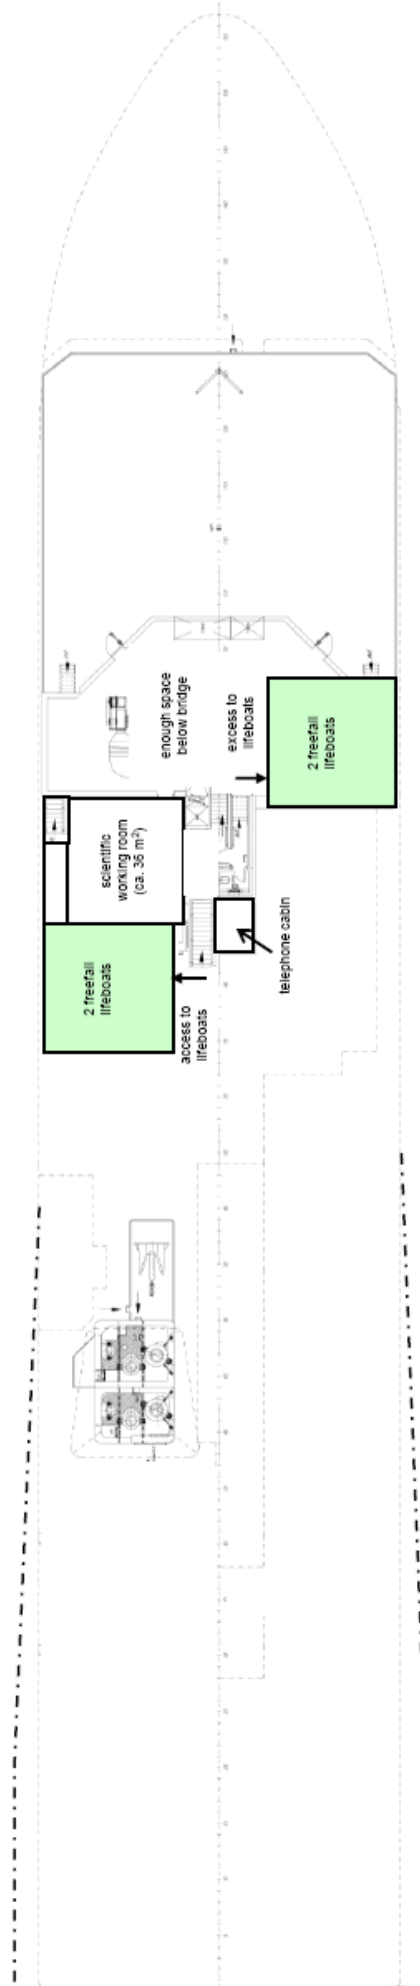 enough space
below bridge
excess to
lifeboats
2 freefall
lifeboats
scientific
working room
(ca. 36 m²)
2 freefall
lifeboats
access to
lifeboats
telephone cabin